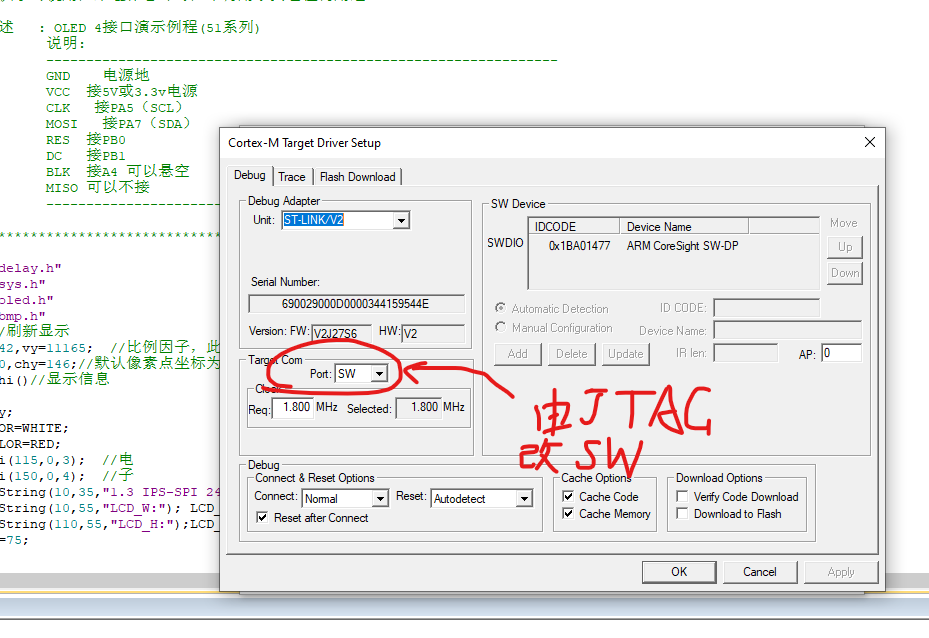 述 : OLED 4接口演示例程(51系列)
说明:
----------------------------------------------------------------
GND 电源地
VCC 接5V或3.3v电源
CLK 接PA5（SCL）
MOSI 接PA7（SDA）
RES 接PB0
DC 接PB1
BLK 接A4 可以悬空
MISO 可以不接
delay.h"
sys.h"
oled.h"
bmp.h"
/刷新显示
42,vy=11165; //比例因子，此
0,chy=146;//默认像素点坐标为
hi()//显示信息
y;
OR=WHITE;
LOR=RED;
i(115,0,3); //电
i(150,0,4); //子
String(10,35,"1.3 IPS-SPI 24
String(10,55,"LCD_W:"); LCD_
String(110,55,"LCD_H:");LCD_
=75;
Cortex-M Target Driver Setup
Debug Trace Flash Download
Debug Adapter
Unit: ST-LINK/V2
Serial Number:
690029000D0000344159544E
Version: FW: V2J27S6 HW: V2
Target Com
Port: SW
Clock
Req: 1.800 MHz Selected: 1.800 MHz
SW Device
IDCODE Device Name
SWDIO 0x1BA01477 ARM CoreSight SW-DP
Move
Up
Down
Automatic Detection ID CODE:
Manual Configuration Device Name:
Add Delete Update IR len: AP: 0
由JTAG
改SW
Debug
Connect & Reset Options
Connect: Normal Reset: Autodetect
Reset after Connect
Cache Options
Cache Code
Cache Memory
Download Options
Verify Code Download
Download to Flash
OK Cancel Apply